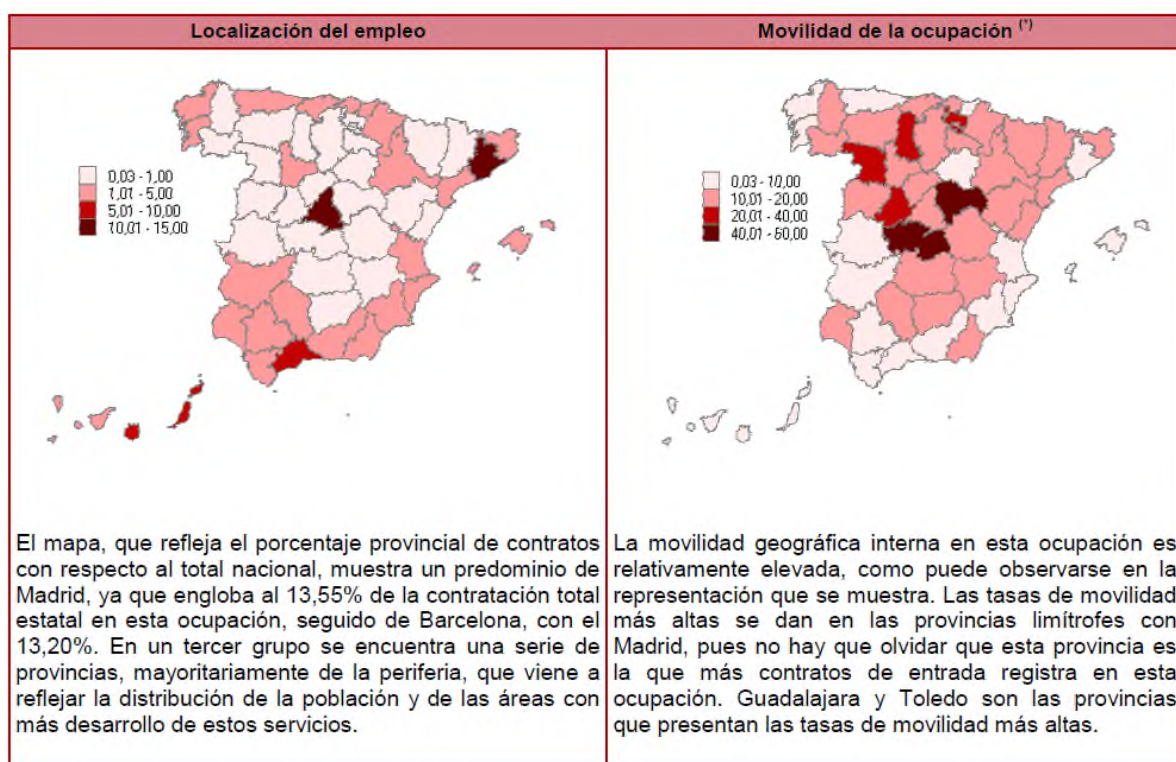 Localización del empleo
Movilidad de la ocupación (*)
0,03 - 1,00
1,01 - 5,00
5,01 - 10,00
10,01 - 15,00
0,03 - 10,00
10,01 - 20,00
20,01 - 40,00
40,01 - 60,00
El mapa, que refleja el porcentaje provincial de contratos
con respecto al total nacional, muestra un predominio de
Madrid, ya que engloba al 13,55% de la contratación total
estatal en esta ocupación, seguido de Barcelona, con el
13,20%. En un tercer grupo se encuentra una serie de
provincias, mayoritariamente de la periferia, que viene a
reflejar la distribución de la población y de las áreas con
más desarrollo de estos servicios.
La movilidad geográfica interna en esta ocupación es
relativamente elevada, como puede observarse en la
representación que se muestra. Las tasas de movilidad
más altas se dan en las provincias limítrofes con
Madrid, pues no hay que olvidar que esta provincia es
la que más contratos de entrada registra en esta
ocupación. Guadalajara y Toledo son las provincias
que presentan las tasas de movilidad más altas.